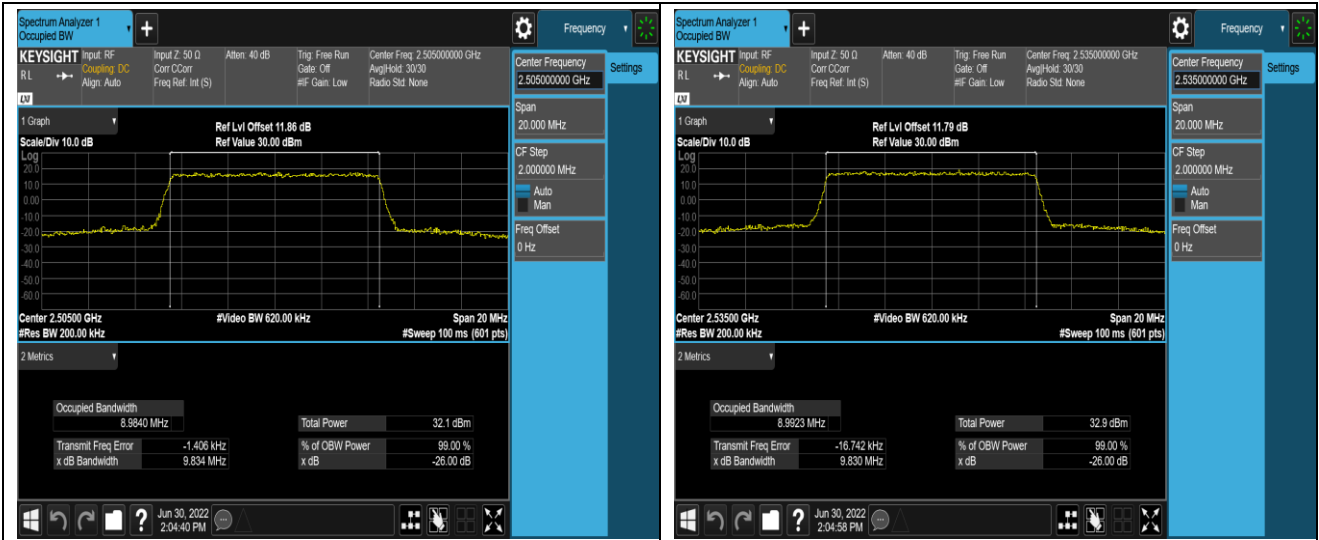 Spectrum Analyzer 1
Occupied BW
+
Frequency
KEYSIGHT
RL
LXI
Input: RF
Coupling: DC
Align: Auto
Input Z: 50 Ω
Corr CCorr
Freq Ref: Int (S)
Atten: 40 dB
Trig: Free Run
Gate: Off
#IF Gain: Low
Center Freq: 2.505000000 GHz
Avg|Hold: 30/30
Radio Std: None
Center Frequency
2.505000000 GHz
Settings
Span
20.000 MHz
CF Step
2.000000 MHz
Auto
Man
Freq Offset
0 Hz
1 Graph
Scale/Div 10.0 dB
Ref Lvl Offset 11.86 dB
Ref Value 30.00 dBm
Log
20.0
10.0
0.00
-10.0
-20.0
-30.0
-40.0
-50.0
-60.0
Center 2.50500 GHz
#Res BW 200.00 kHz
#Video BW 620.00 kHz
Span 20 MHz
#Sweep 100 ms (601 pts)
2 Metrics
Occupied Bandwidth
8.9840 MHz
Total Power 32.1 dBm
Transmit Freq Error -1.406 kHz
% of OBW Power 99.00 %
x dB Bandwidth 9.834 MHz
x dB -26.00 dB
?
Jun 30, 2022
2:04:40 PM
Spectrum Analyzer 1
Occupied BW
+
Frequency
KEYSIGHT
RL
LXI
Input: RF
Coupling: DC
Align: Auto
Input Z: 50 Ω
Corr CCorr
Freq Ref: Int (S)
Atten: 40 dB
Trig: Free Run
Gate: Off
#IF Gain: Low
Center Freq: 2.535000000 GHz
Avg|Hold: 30/30
Radio Std: None
Center Frequency
2.535000000 GHz
Settings
Span
20.000 MHz
CF Step
2.000000 MHz
Auto
Man
Freq Offset
0 Hz
1 Graph
Scale/Div 10.0 dB
Ref Lvl Offset 11.79 dB
Ref Value 30.00 dBm
Log
20.0
10.0
0.00
-10.0
-20.0
-30.0
-40.0
-50.0
-60.0
Center 2.53500 GHz
#Res BW 200.00 kHz
#Video BW 620.00 kHz
Span 20 MHz
#Sweep 100 ms (601 pts)
2 Metrics
Occupied Bandwidth
8.9923 MHz
Total Power 32.9 dBm
Transmit Freq Error -16.742 kHz
% of OBW Power 99.00 %
x dB Bandwidth 9.830 MHz
x dB -26.00 dB
?
Jun 30, 2022
2:04:58 PM